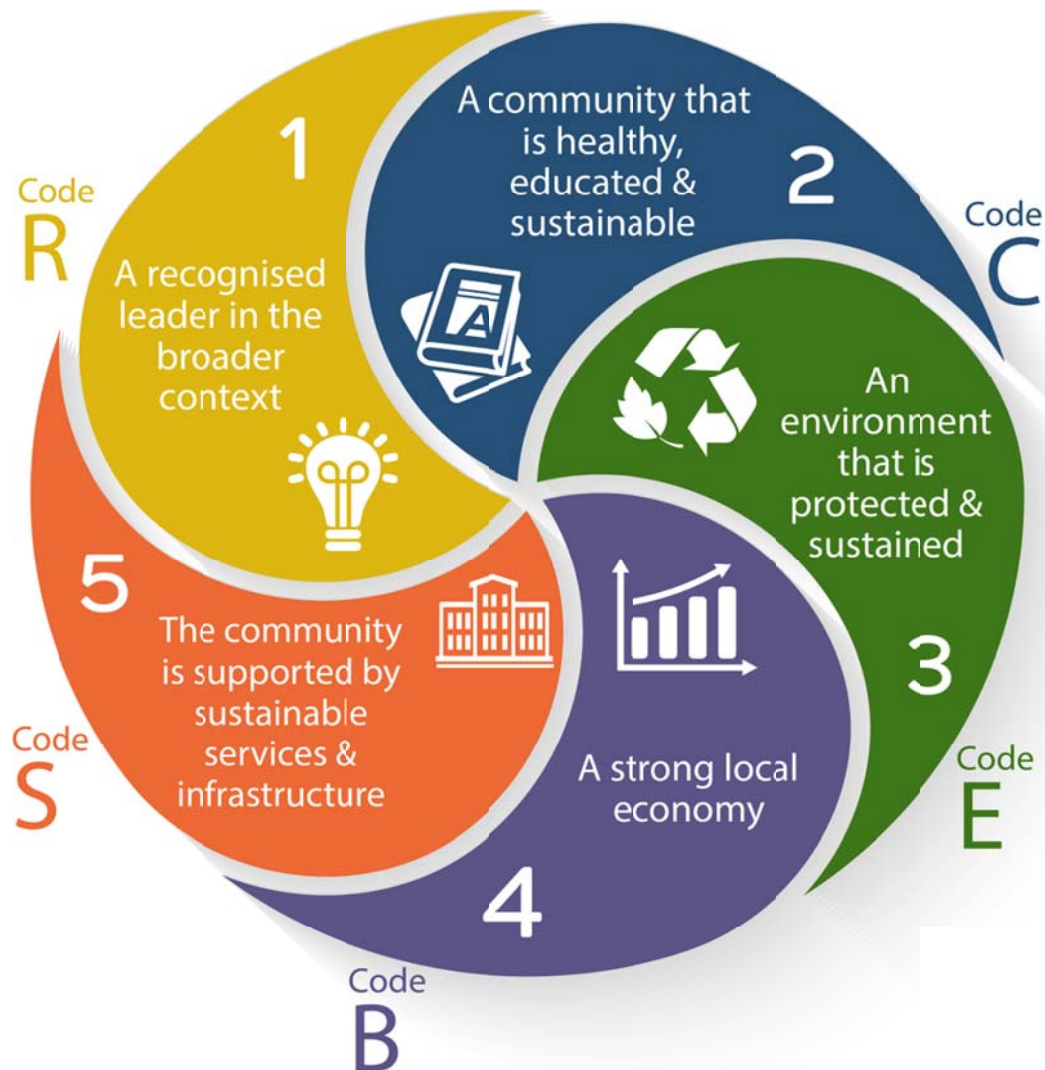 Code
R
1
A recognised
leader in the
broader
context
A community that
is healthy,
educated &
sustainable
2
Code
C
A
An
environment
that is
protected &
sustained
3
Code
E
A strong local
economy
4
Code
B
5
The community
is supported by
sustainable
services &
infrastructure
Code
S